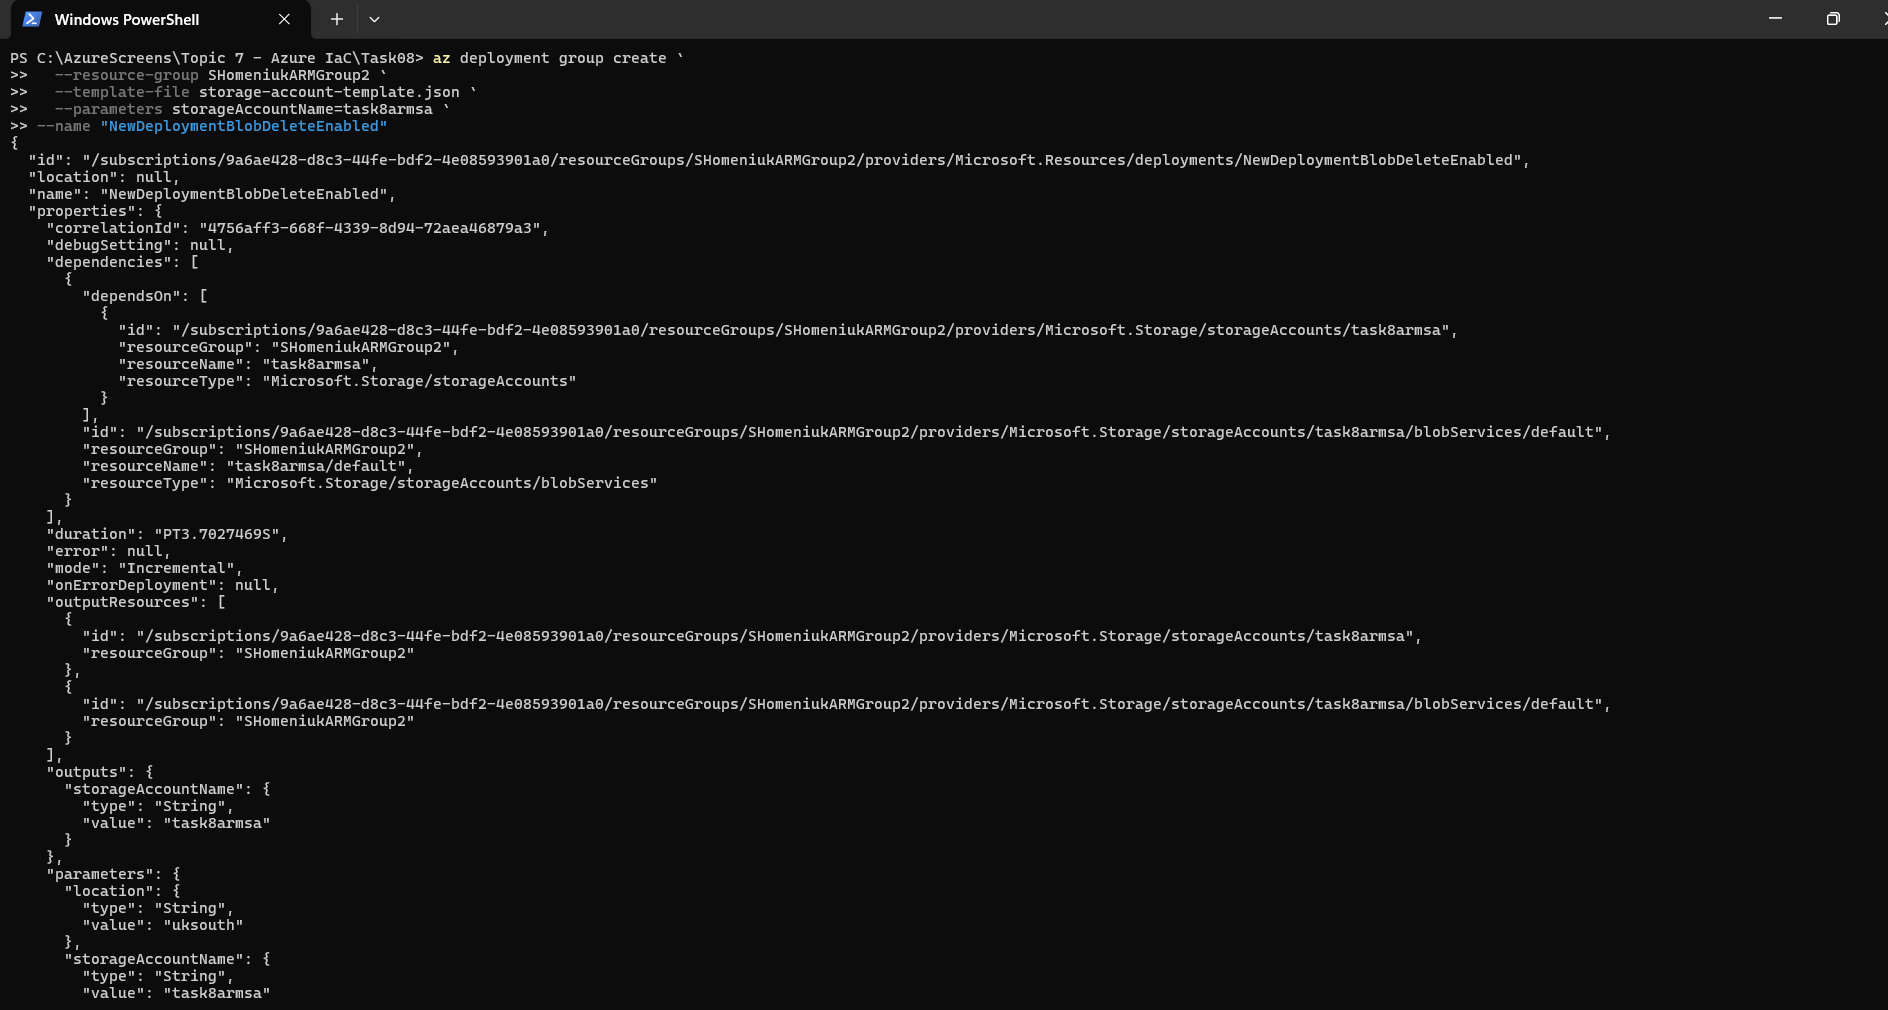 Windows PowerShell
PS C:\AzureScreens\Topic 7 - Azure IaC\Task08> az deployment group create `
>>   --resource-group SHomeniukARMGroup2 `
>>   --template-file storage-account-template.json `
>>   --parameters storageAccountName=task8armsa `
>> --name "NewDeploymentBlobDeleteEnabled"
{
  "id": "/subscriptions/9a6ae428-d8c3-44fe-bdf2-4e08593901a0/resourceGroups/SHomeniukARMGroup2/providers/Microsoft.Resources/deployments/NewDeploymentBlobDeleteEnabled",
  "location": null,
  "name": "NewDeploymentBlobDeleteEnabled",
  "properties": {
    "correlationId": "4756aff3-668f-4339-8d94-72aea46879a3",
    "debugSetting": null,
    "dependencies": [
      {
        "dependsOn": [
          {
            "id": "/subscriptions/9a6ae428-d8c3-44fe-bdf2-4e08593901a0/resourceGroups/SHomeniukARMGroup2/providers/Microsoft.Storage/storageAccounts/task8armsa",
            "resourceGroup": "SHomeniukARMGroup2",
            "resourceName": "task8armsa",
            "resourceType": "Microsoft.Storage/storageAccounts"
          }
        ],
        "id": "/subscriptions/9a6ae428-d8c3-44fe-bdf2-4e08593901a0/resourceGroups/SHomeniukARMGroup2/providers/Microsoft.Storage/storageAccounts/task8armsa/blobServices/default",
        "resourceGroup": "SHomeniukARMGroup2",
        "resourceName": "task8armsa/default",
        "resourceType": "Microsoft.Storage/storageAccounts/blobServices"
      }
    ],
    "duration": "PT3.7027469S",
    "error": null,
    "mode": "Incremental",
    "onErrorDeployment": null,
    "outputResources": [
      {
        "id": "/subscriptions/9a6ae428-d8c3-44fe-bdf2-4e08593901a0/resourceGroups/SHomeniukARMGroup2/providers/Microsoft.Storage/storageAccounts/task8armsa",
        "resourceGroup": "SHomeniukARMGroup2"
      },
      {
        "id": "/subscriptions/9a6ae428-d8c3-44fe-bdf2-4e08593901a0/resourceGroups/SHomeniukARMGroup2/providers/Microsoft.Storage/storageAccounts/task8armsa/blobServices/default",
        "resourceGroup": "SHomeniukARMGroup2"
      }
    ],
    "outputs": {
      "storageAccountName": {
        "type": "String",
        "value": "task8armsa"
      }
    },
    "parameters": {
      "location": {
        "type": "String",
        "value": "uksouth"
      },
      "storageAccountName": {
        "type": "String",
        "value": "task8armsa"